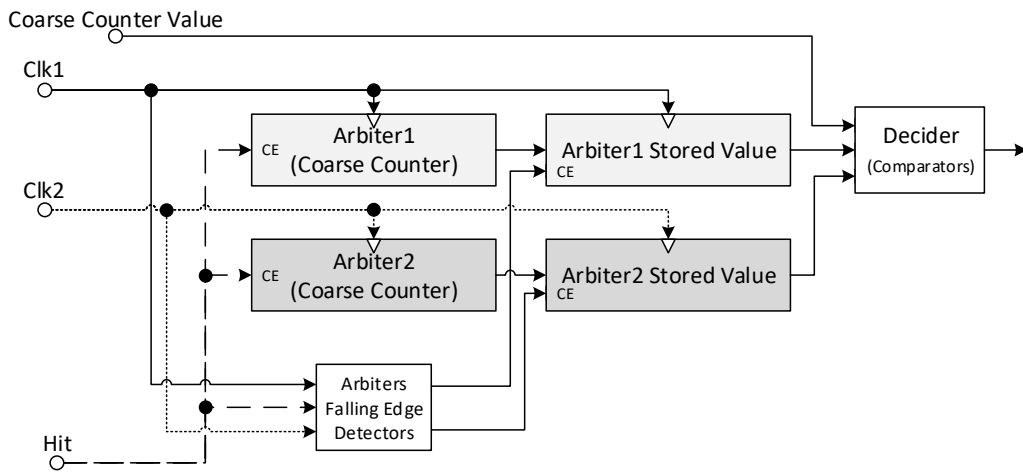 Coarse Counter Value
Clk1
Arbiter1
(Coarse Counter)
CE
Arbiter1 Stored Value
CE
Decider
(Comparators)
Clk2
Arbiter2
(Coarse Counter)
CE
Arbiter2 Stored Value
CE
Arbiters
Falling Edge
Detectors
Hit